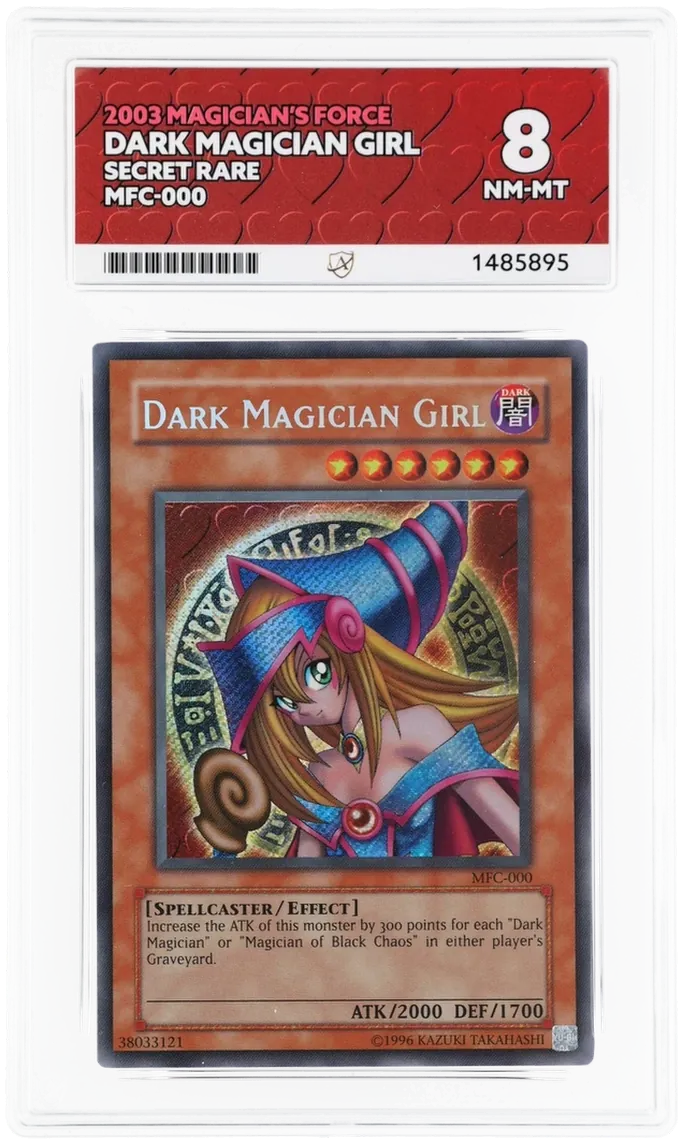 2003 MAGICIAN'S FORCE
DARK MAGICIAN GIRL
SECRET RARE
MFC-000
8
NM-MT
1485895
DARK MAGICIAN GIRL
DARK
闇
MFC-000
[SPELLCASTER/EFFECT]
Increase the ATK of this monster by 300 points for each "Dark
Magician" or "Magician of Black Chaos" in either player's
Graveyard.
ATK/2000 DEF/1700
38033121
©1996 KAZUKI TAKAHASHI